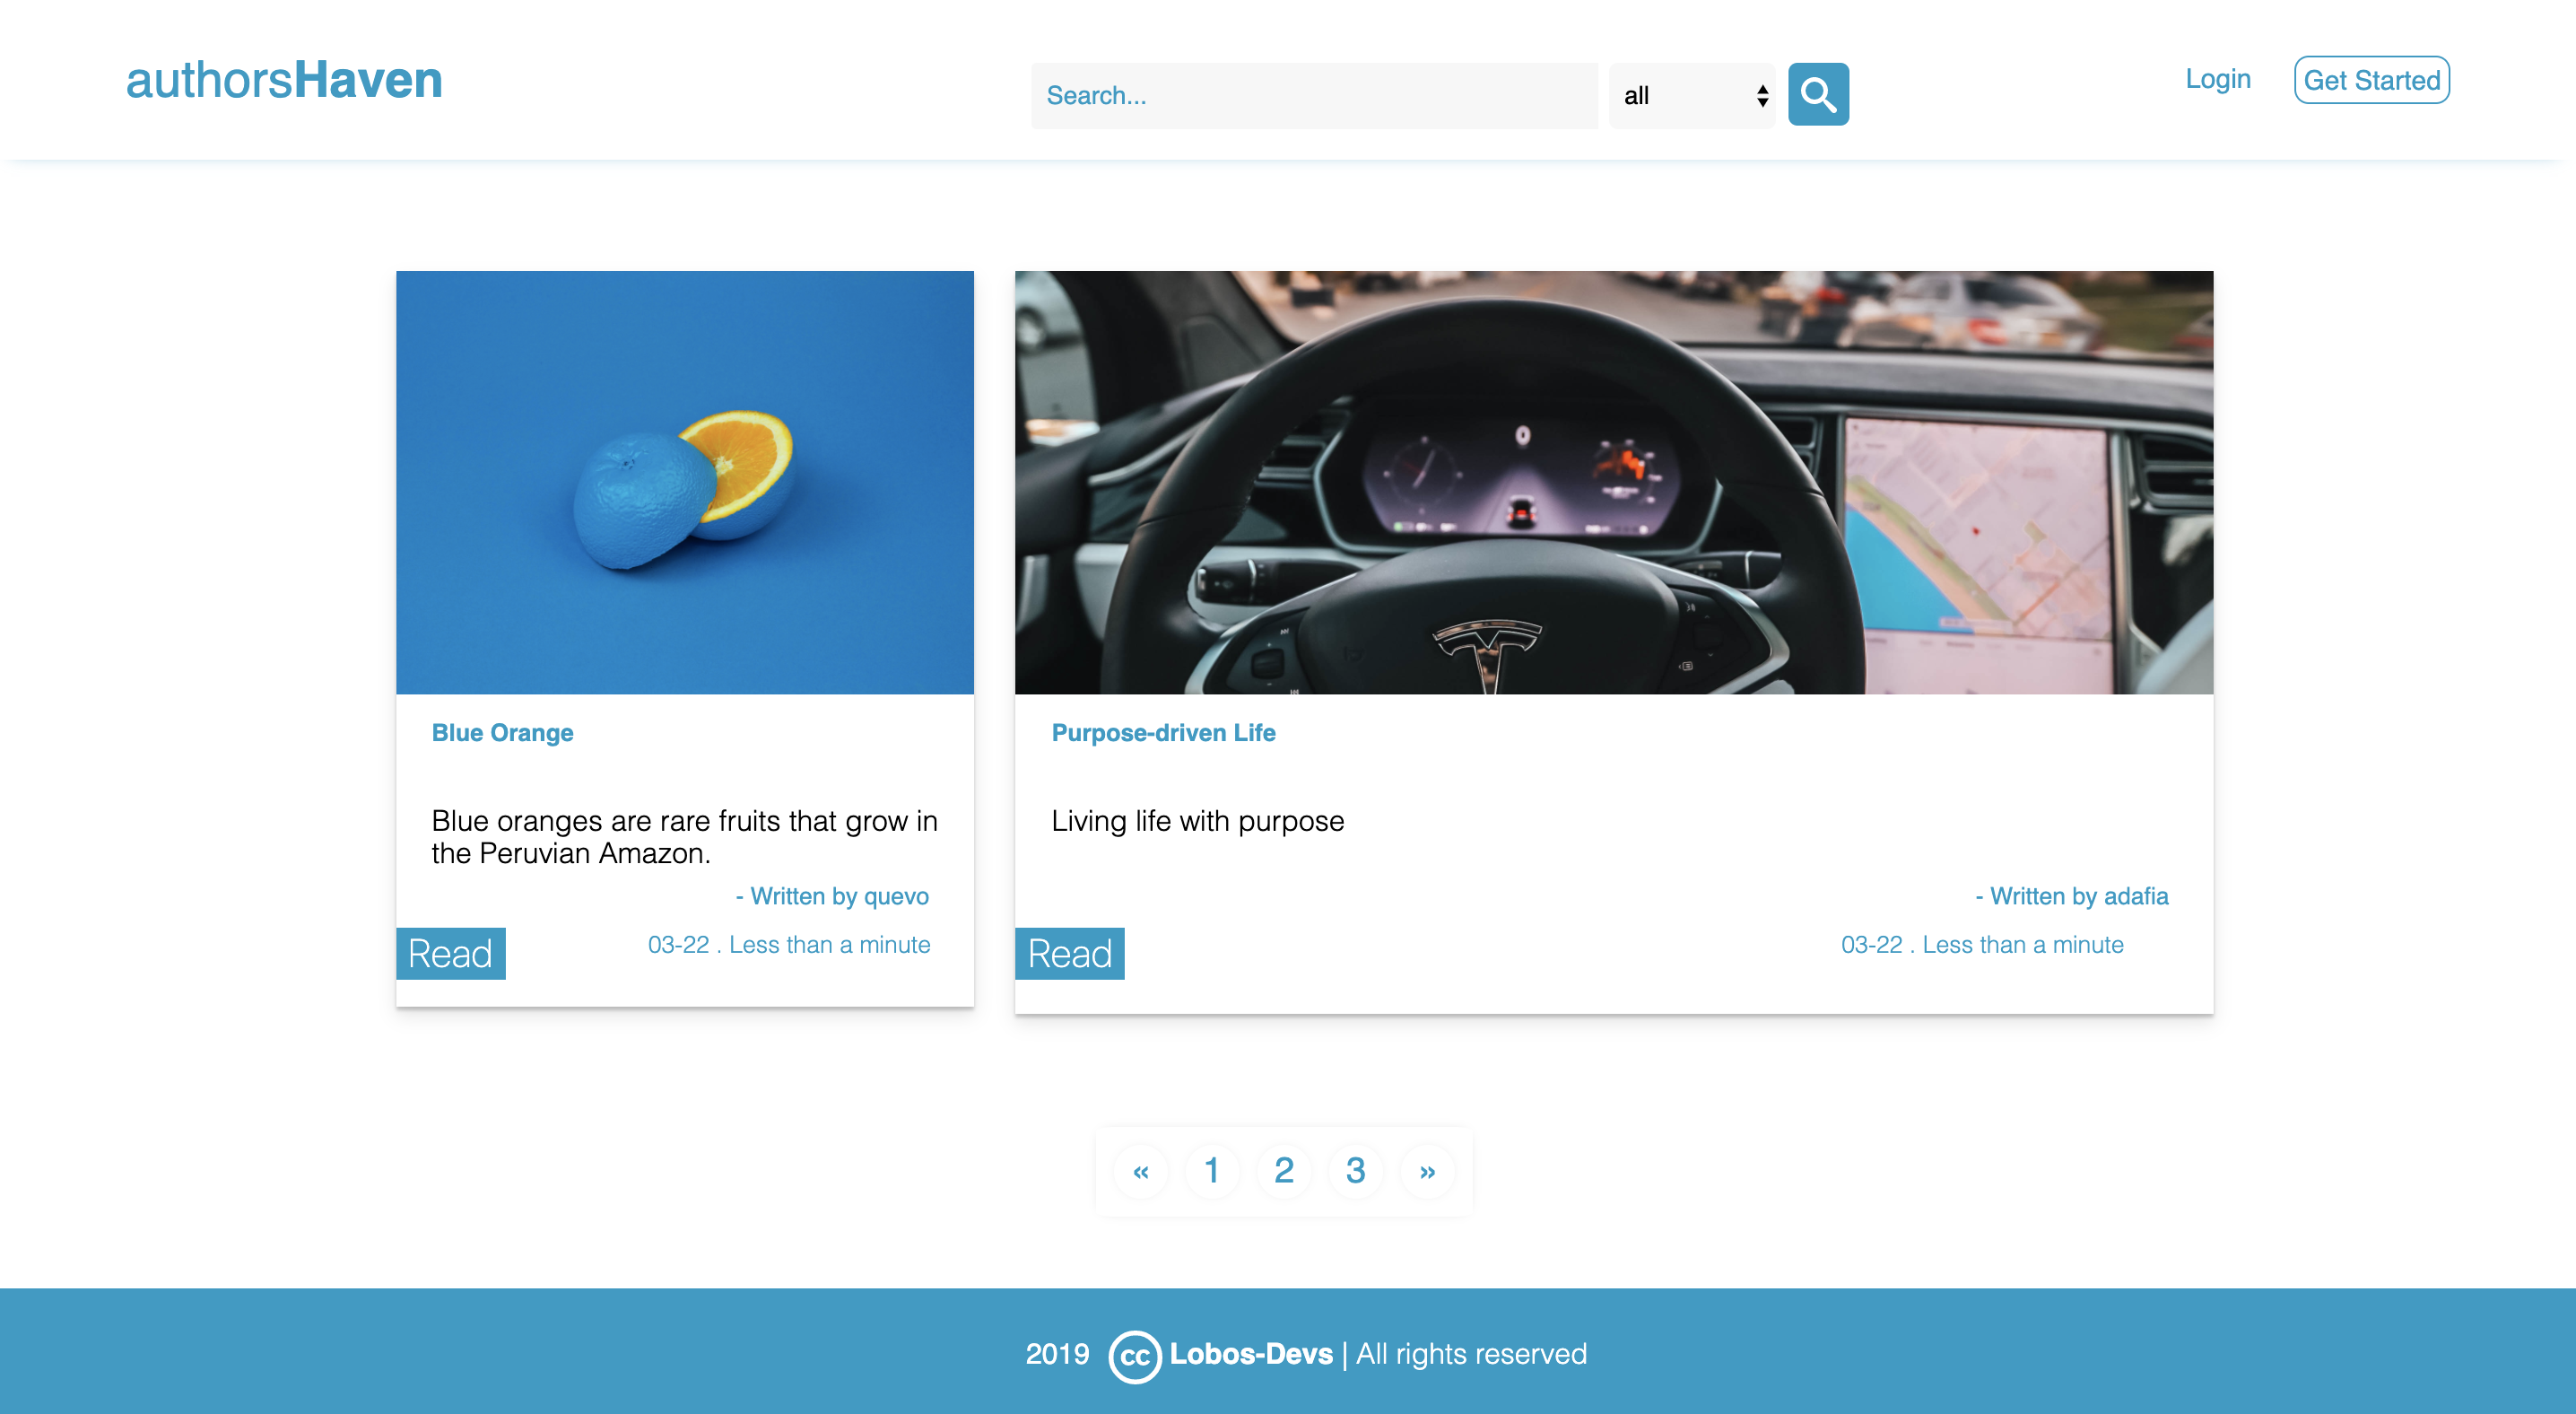 authorsHaven
Search...
all
Login
Get Started
Blue Orange
Blue oranges are rare fruits that grow in
the Peruvian Amazon.
- Written by quevo
Read
03-22 . Less than a minute
Purpose-driven Life
Living life with purpose
- Written by adafia
Read
03-22 . Less than a minute
« 1 2 3 »
2019 cc Lobos-Devs | All rights reserved